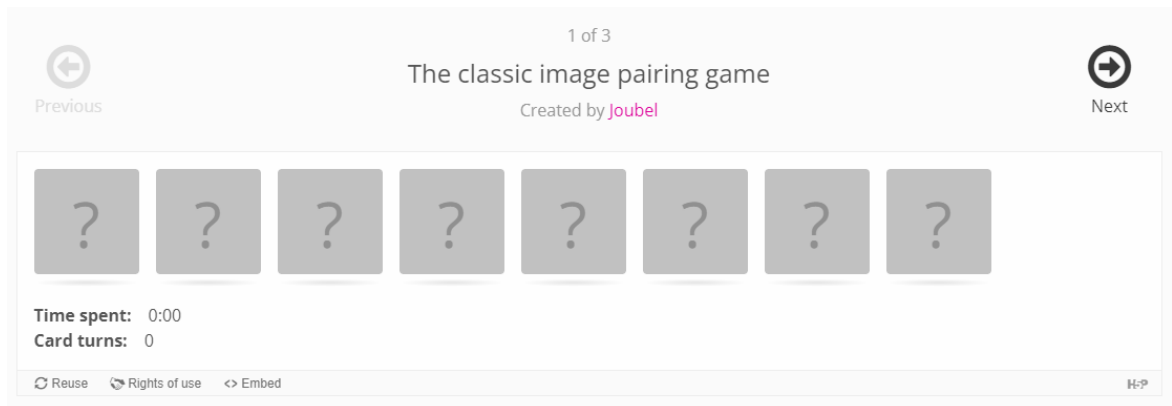 1 of 3
The classic image pairing game
Created by Joubel
Previous
Next
? ? ? ? ? ? ? ?
Time spent: 0:00
Card turns: 0
Reuse Rights of use <> Embed
H-P